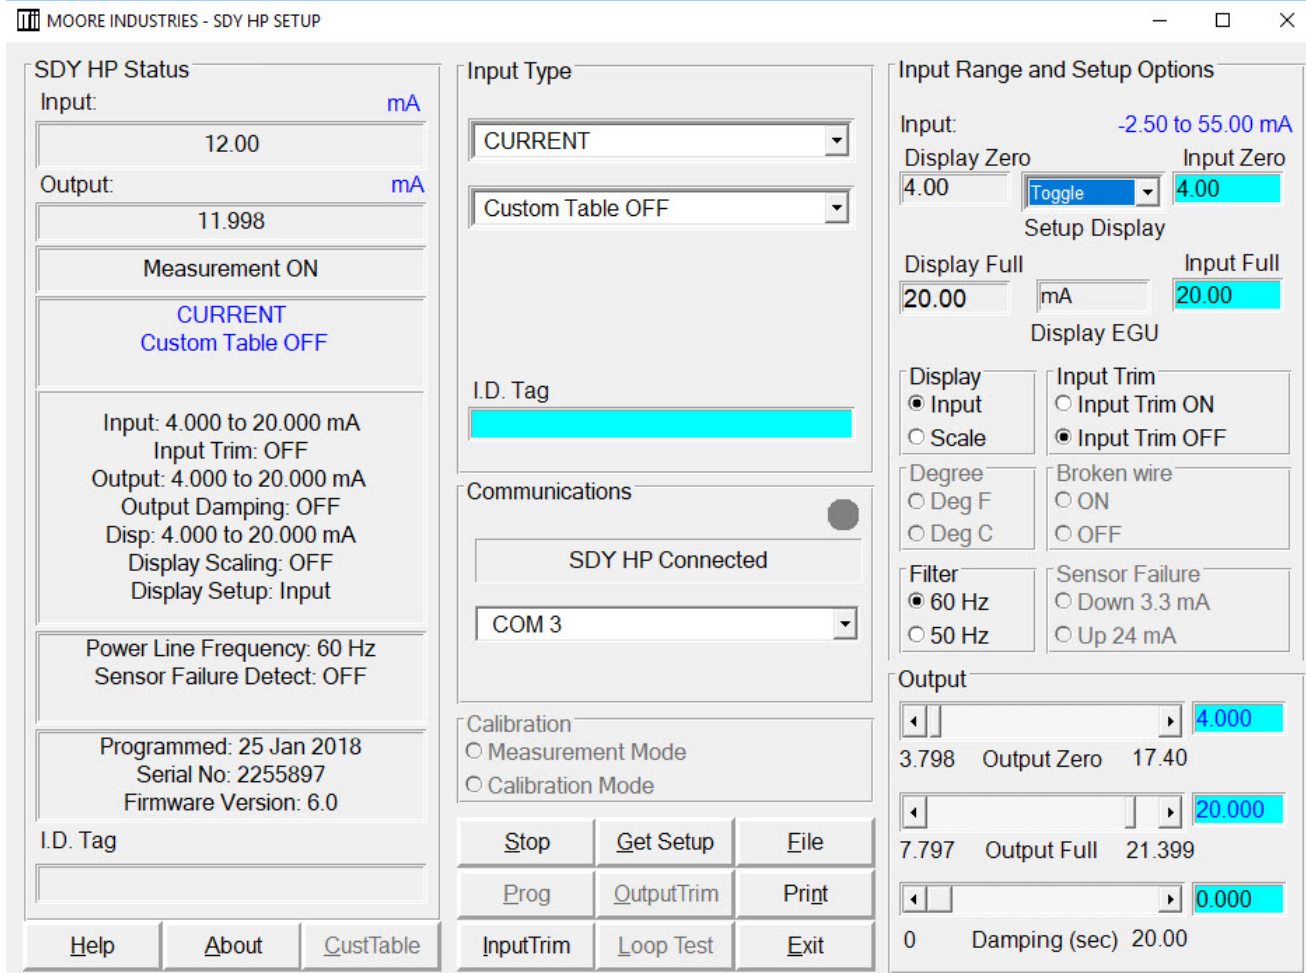 MOORE INDUSTRIES - SDY HP SETUP
SDY HP Status
Input: mA
12.00
Output: mA
11.998
Measurement ON
CURRENT
Custom Table OFF
Input: 4.000 to 20.000 mA
Input Trim: OFF
Output: 4.000 to 20.000 mA
Output Damping: OFF
Disp: 4.000 to 20.000 mA
Display Scaling: OFF
Display Setup: Input
Power Line Frequency: 60 Hz
Sensor Failure Detect: OFF
Programmed: 25 Jan 2018
Serial No: 2255897
Firmware Version: 6.0
I.D. Tag
Help About CustTable
Input Type
CURRENT
Custom Table OFF
I.D. Tag
Communications
SDY HP Connected
COM 3
Calibration
Measurement Mode
Calibration Mode
Stop Get Setup File
Prog OutputTrim Print
InputTrim Loop Test Exit
Input Range and Setup Options
Input: -2.50 to 55.00 mA
Display Zero Input Zero
4.00 Toggle 4.00
Setup Display
Display Full Input Full
20.00 mA 20.00
Display EGU
Display Input Trim
Input Input Trim ON
Scale Input Trim OFF
Degree Broken wire
Deg F ON
Deg C OFF
Filter Sensor Failure
60 Hz Down 3.3 mA
50 Hz Up 24 mA
Output
4.000
3.798 Output Zero 17.40
20.000
7.797 Output Full 21.399
0.000
0 Damping (sec) 20.00